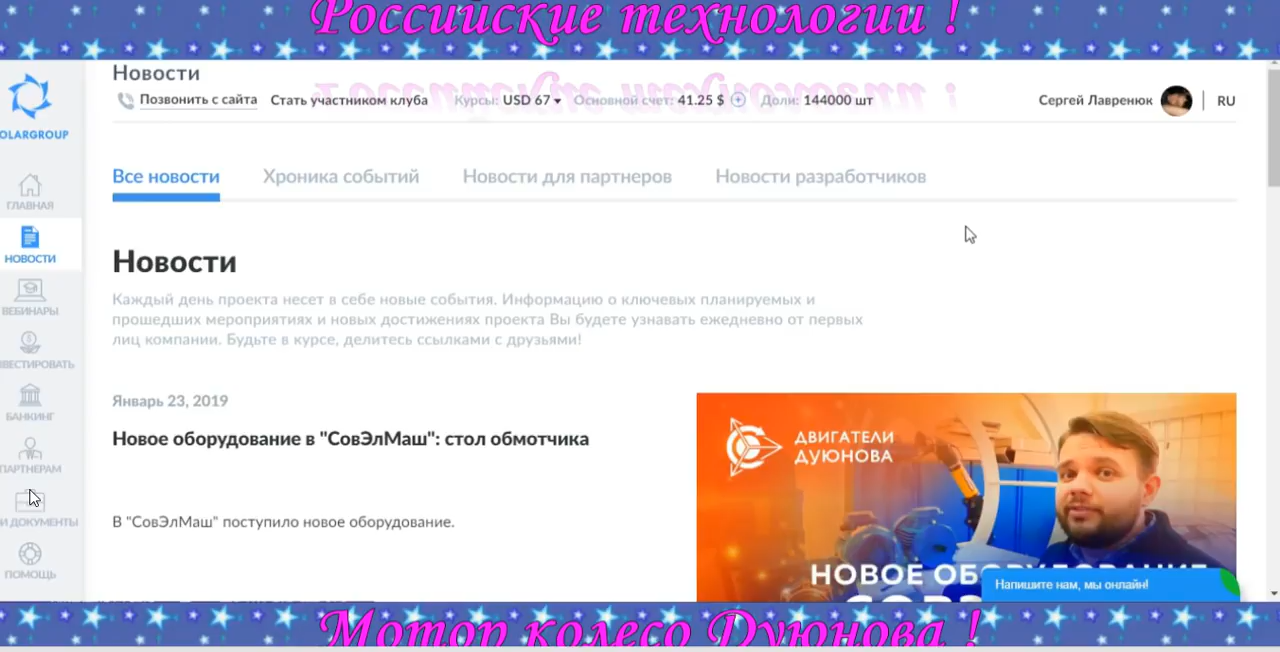 Российские технологии !
Новости
Позвонить с сайта Стать участником клуба Курсы: USD 67 Основной счет: 41.25 $ Доли: 144000 шт Сергей Лавренюк RU
OLARGROUP
Все новости Хроника событий Новости для партнеров Новости разработчиков
ГЛАВНАЯ
НОВОСТИ
ВЕБИНАРЫ
НВЕСТИРОВАТЬ
БАНКИНГ
ПАРТНЕРАМ
И ДОКУМЕНТЫ
ПОМОЩЬ
Новости
Каждый день проекта несет в себе новые события. Информацию о ключевых планируемых и
прошедших мероприятиях и новых достижениях проекта Вы будете узнавать ежедневно от первых
лиц компании. Будьте в курсе, делитесь ссылками с друзьями!
Январь 23, 2019
Новое оборудование в "СовЭлМаш": стол обмотчика
В "СовЭлМаш" поступило новое оборудование.
ДВИГАТЕЛИ
ДУЮНОВА
НОВОЕ ОБОРУДОВАНИЕ
Напишите нам, мы онлайн!
Мотор колесо Дуюнова !